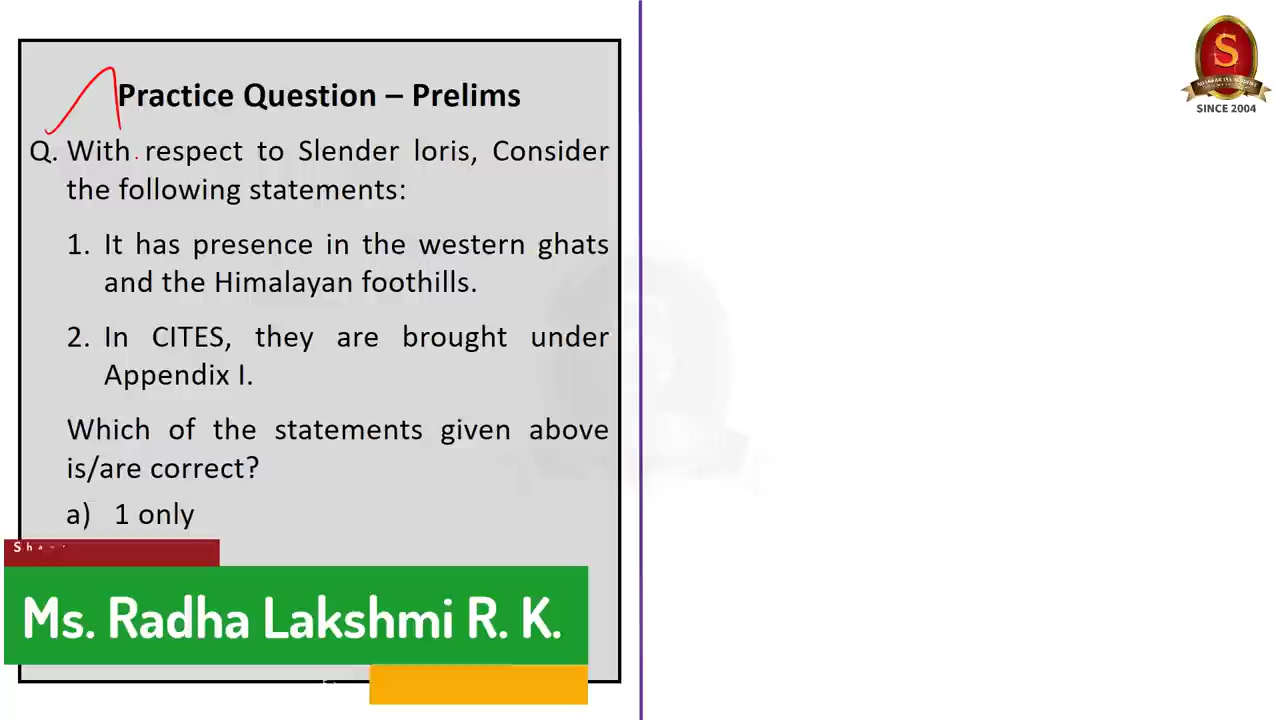 Practice Question – Prelims
Q. With respect to Slender loris, Consider
the following statements:
1. It has presence in the western ghats
and the Himalayan foothills.
2. In CITES, they are brought under
Appendix I.
Which of the statements given above
is/are correct?
a) 1 only
Ms. Radha Lakshmi R. K.
S
SINCE 2004